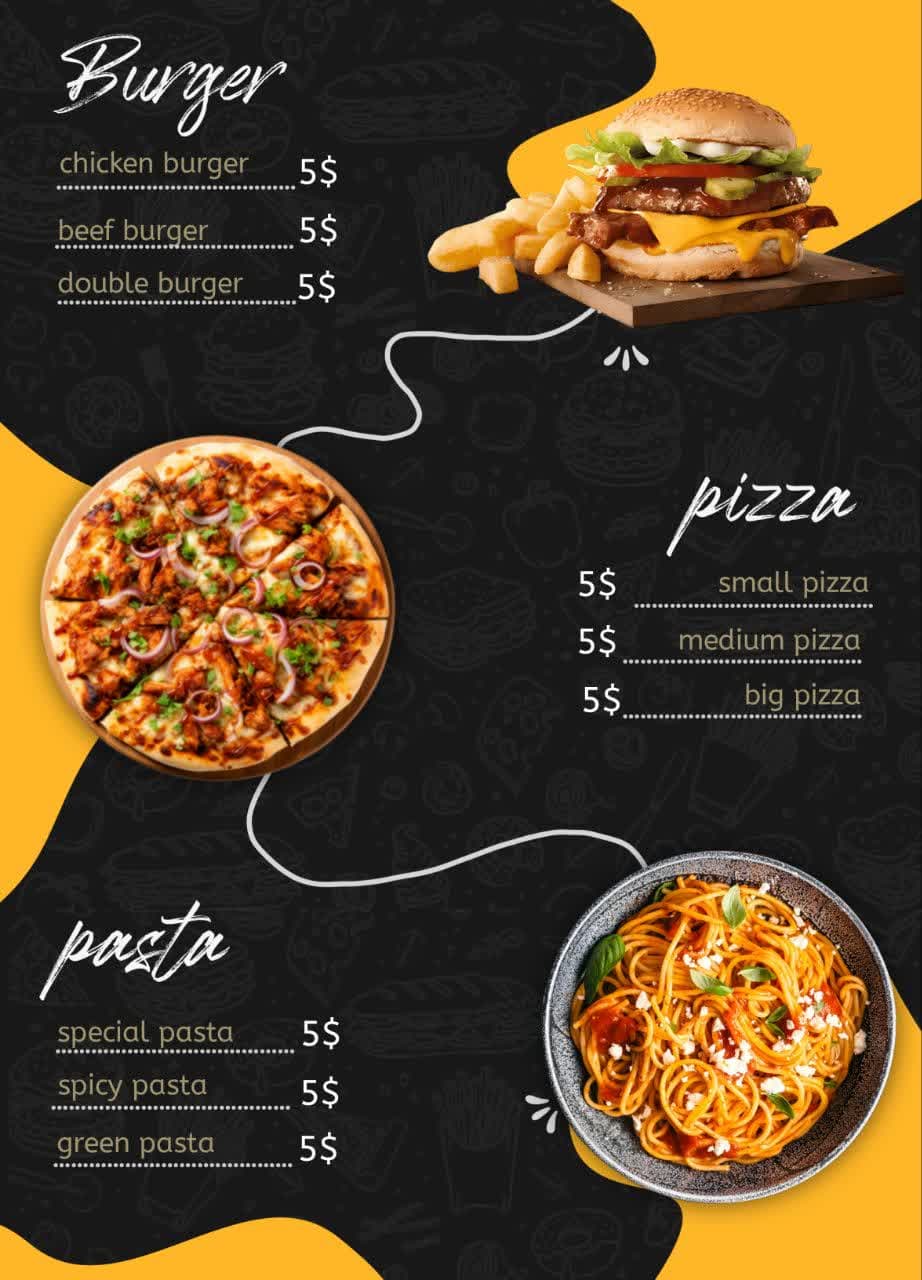 Burger
chicken burger 5$
beef burger 5$
double burger 5$
pizza
5$ small pizza
5$ medium pizza
5$ big pizza
pasta
special pasta 5$
spicy pasta 5$
green pasta 5$